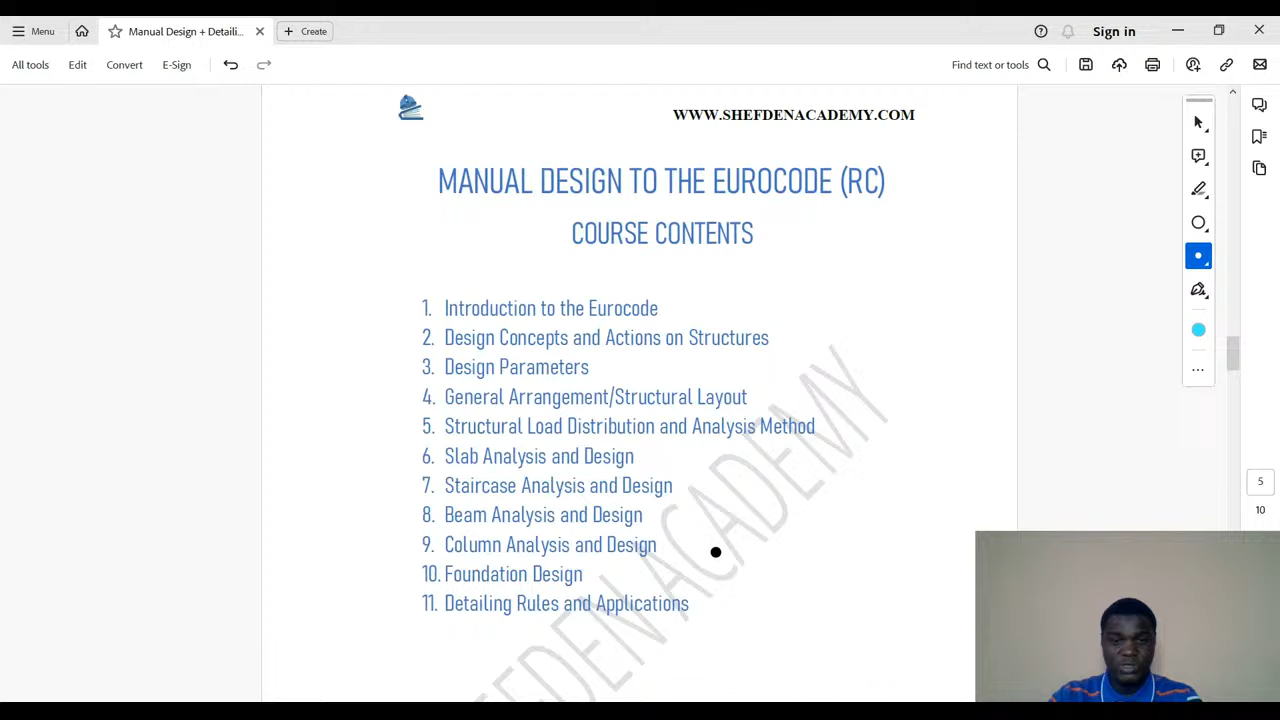 Menu
Manual Design + Detaili...
Create
Sign in
All tools
Edit
Convert
E-Sign
Find text or tools
WWW.SHEFDENACADEMY.COM
MANUAL DESIGN TO THE EUROCODE (RC)
COURSE CONTENTS
1. Introduction to the Eurocode
2. Design Concepts and Actions on Structures
3. Design Parameters
4. General Arrangement/Structural Layout
5. Structural Load Distribution and Analysis Method
6. Slab Analysis and Design
7. Staircase Analysis and Design
8. Beam Analysis and Design
9. Column Analysis and Design
10. Foundation Design
11. Detailing Rules and Applications
SHEFDEN ACADEMY
5
10